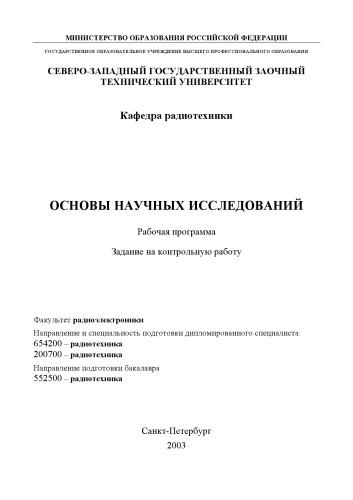 МИНИСТЕРСТВО ОБРАЗОВАНИЯ РОССИЙСКОЙ ФЕДЕРАЦИИ
ГОСУДАРСТВЕННОЕ ОБРАЗОВАТЕЛЬНОЕ УЧРЕЖДЕНИЕ ВЫСШЕГО ПРОФЕССИОНАЛЬНОГО ОБРАЗОВАНИЯ
СЕВЕРО-ЗАПАДНЫЙ ГОСУДАРСТВЕННЫЙ ЗАОЧНЫЙ
ТЕХНИЧЕСКИЙ УНИВЕРСИТЕТ
Кафедра радиотехники
ОСНОВЫ НАУЧНЫХ ИССЛЕДОВАНИЙ
Рабочая программа
Задание на контрольную работу
Факультет радиоэлектроники
Направление и специальность подготовки дипломированного специалиста:
654200 – радиотехника
200700 – радиотехника
Направление подготовки бакалавра
552500 – радиотехника
Санкт-Петербург
2003